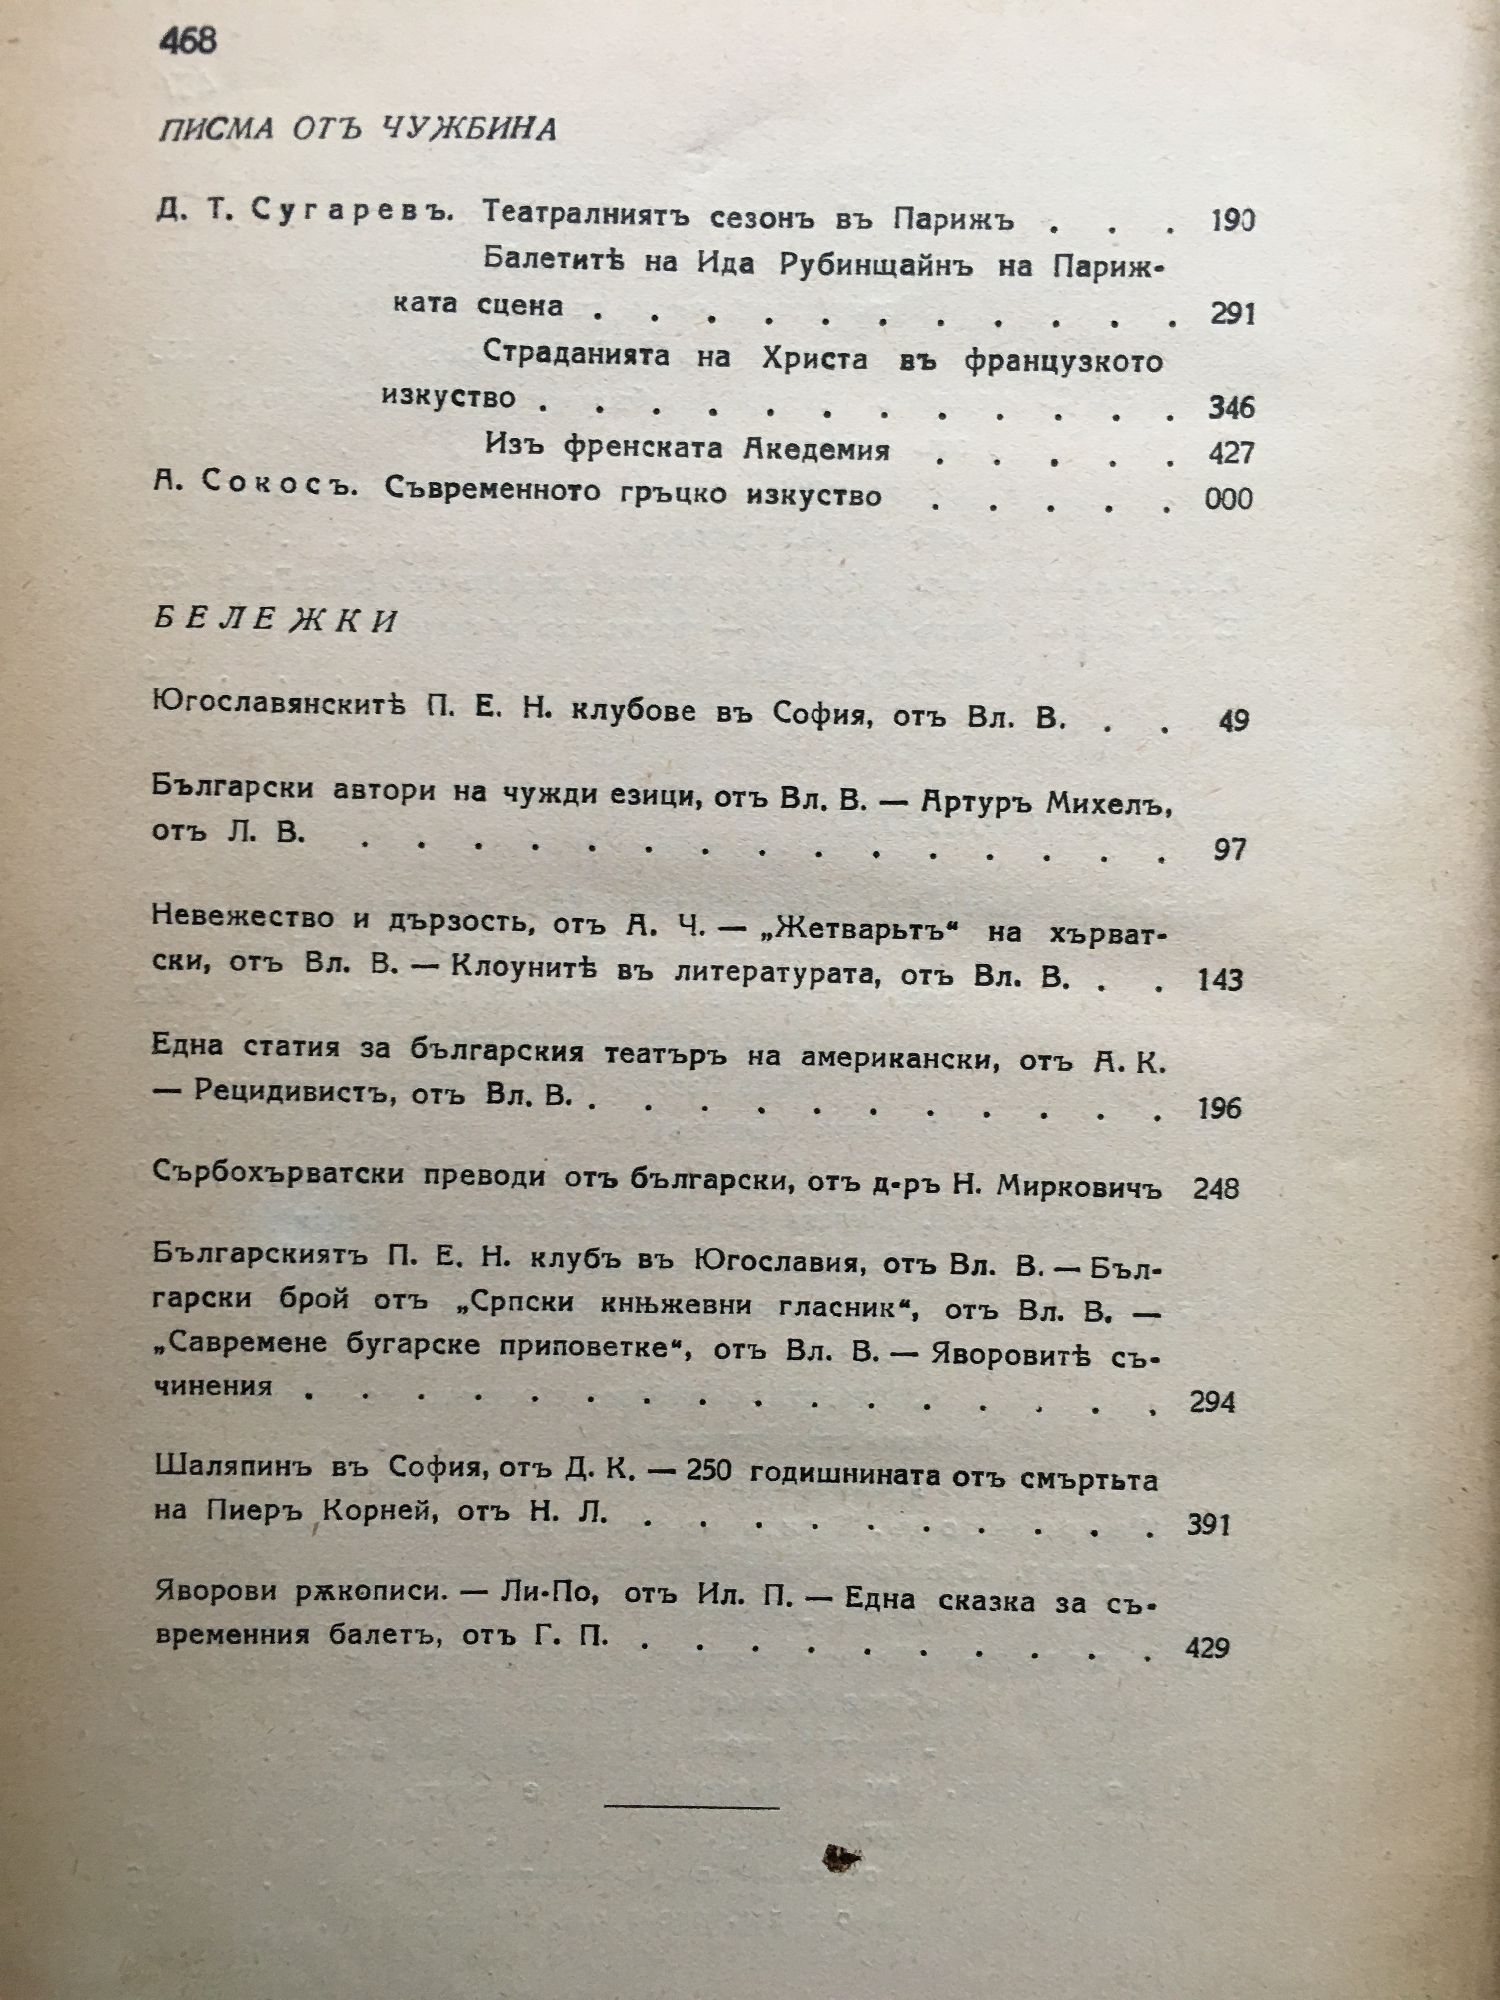 468
ПИСМА ОТЪ ЧУЖБИНА
Д. Т. Сугаревъ. Театралниятъ сезонъ въ Парижъ . . . 190
Балетитѣ на Ида Рубинщайнъ на Париж-
ката сцена . . . . . . . . . . . 291
Страданията на Христа въ французкото
изкуство . . . . . . . . . . . . 346
Изъ френската Акедемия . . . . . 427
А. Сокосъ. Съвременното гръцко изкуство . . . . . 000
БЕЛЕЖКИ
Югославянскитѣ П. Е. Н. клубове въ София, отъ Вл. В. . . 49
Български автори на чужди езици, отъ Вл. В. — Артуръ Михелъ,
отъ Л. В. . . . . . . . . . . . . . . . 97
Невежество и дързость, отъ А. Ч. — „Жетварьтъ“ на хърват-
ски, отъ Вл. В. — Клоунитѣ въ литературата, отъ Вл. В. . . 143
Една статия за българския театъръ на американски, отъ А. К.
— Рецидивистъ, отъ Вл. В. . . . . . . . . . . . 196
Сърбохърватски преводи отъ български, отъ д-ръ Н. Мирковичъ 248
Българскиятъ П. Е. Н. клубъ въ Югославия, отъ Вл. В. — Бъл-
гарски брой отъ „Српски књњжевни гласник“, отъ Вл. В. —
„Савремене бугарске приповетке“, отъ Вл. В. — Яворовитѣ съ-
чинения . . . . . . . . . . . . . . . . 294
Шаляпинъ въ София, отъ Д. К. — 250 годишнината отъ смъртьта
на Пиеръ Корней, отъ Н. Л. . . . . . . . . . . 391
Яворови рѫкописи. — Ли-По, отъ Ил. П. — Една сказка за съ-
временния балетъ, отъ Г. П. . . . . . . . . . . 429